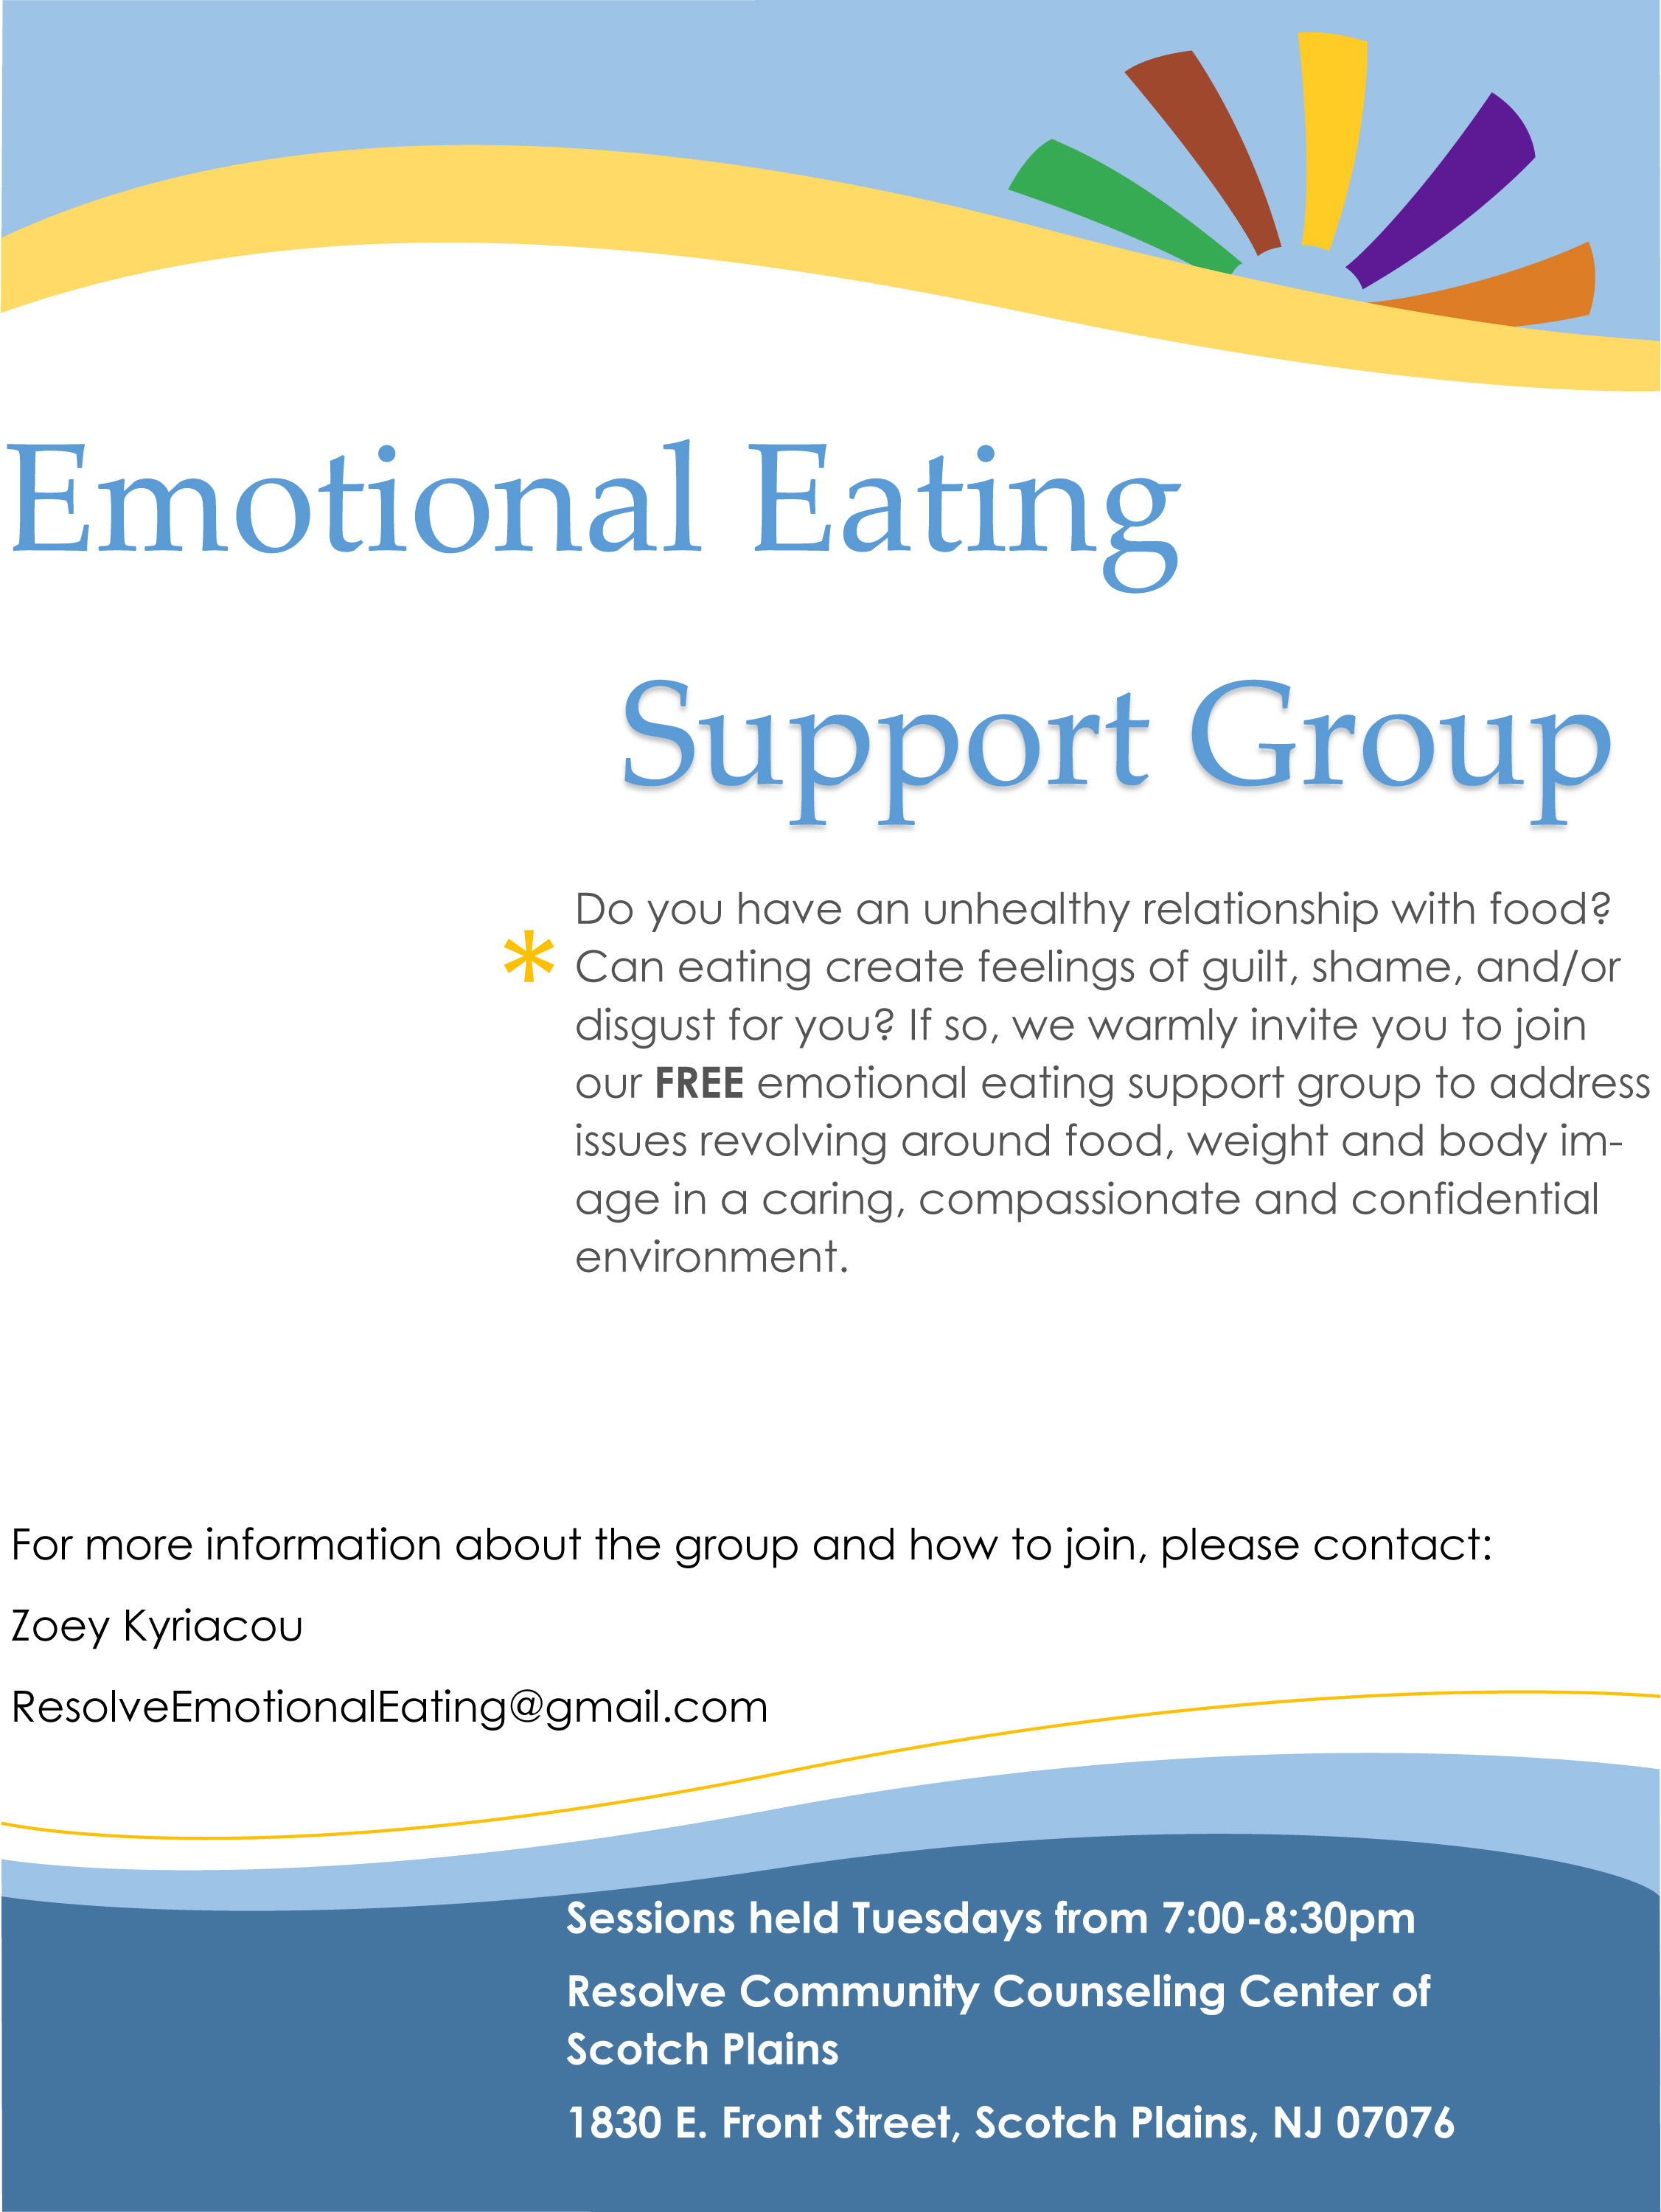 Emotional Eating
Support Group
*
Do you have an unhealthy relationship with food?
Can eating create feelings of guilt, shame, and/or
disgust for you? If so, we warmly invite you to join
our FREE emotional eating support group to address
issues revolving around food, weight and body im-
age in a caring, compassionate and confidential
environment.
For more information about the group and how to join, please contact:
Zoey Kyriacou
ResolveEmotionalEating@gmail.com
Sessions held Tuesdays from 7:00-8:30pm
Resolve Community Counseling Center of
Scotch Plains
1830 E. Front Street, Scotch Plains, NJ 07076